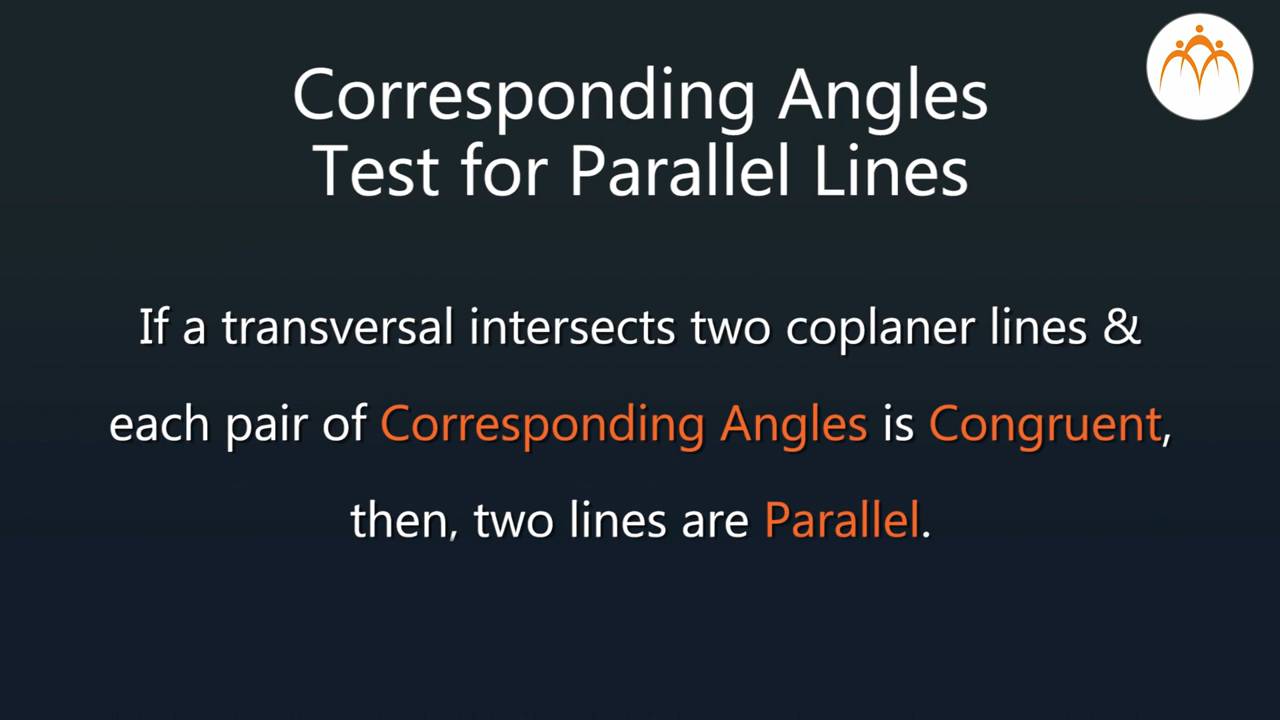 Corresponding Angles
Test for Parallel Lines
If a transversal intersects two coplaner lines &
each pair of Corresponding Angles is Congruent,
then, two lines are Parallel.